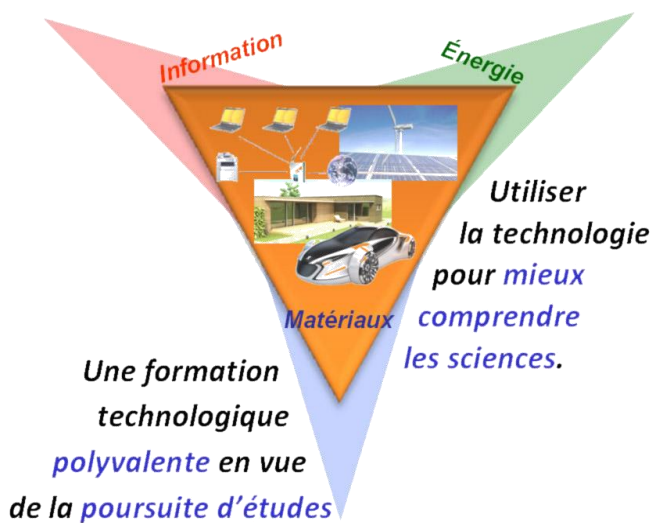 Information
Énergie
Utiliser
la technologie
pour mieux
comprendre
les sciences.
Matériaux
Une formation
technologique
polyvalente en vue
de la poursuite d'études